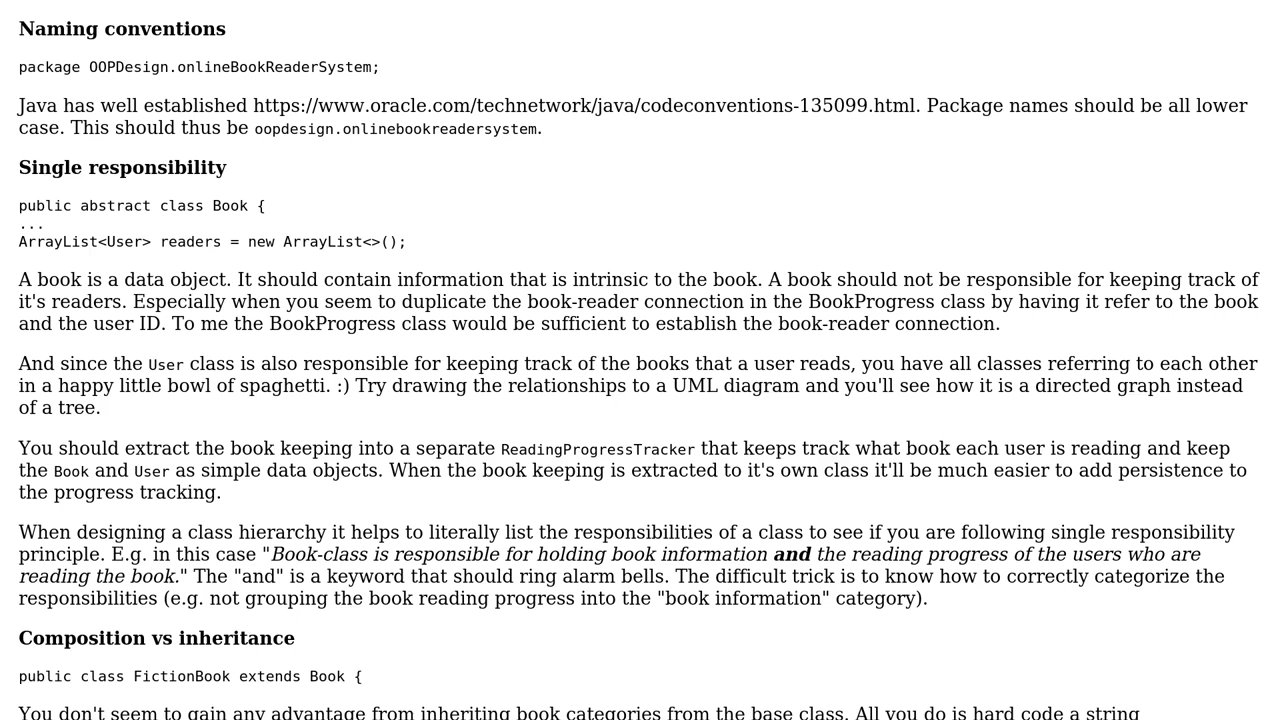 Naming conventions
package OOPDesign.onlineBookReaderSystem;
Java has well established https://www.oracle.com/technetwork/java/codeconventions-135099.html. Package names should be all lower
case. This should thus be oopdesign.onlinebookreadersystem.
Single responsibility
public abstract class Book {
...
ArrayList<User> readers = new ArrayList<>();
A book is a data object. It should contain information that is intrinsic to the book. A book should not be responsible for keeping track of
it's readers. Especially when you seem to duplicate the book-reader connection in the BookProgress class by having it refer to the book
and the user ID. To me the BookProgress class would be sufficient to establish the book-reader connection.
And since the User class is also responsible for keeping track of the books that a user reads, you have all classes referring to each other
in a happy little bowl of spaghetti. :) Try drawing the relationships to a UML diagram and you'll see how it is a directed graph instead
of a tree.
You should extract the book keeping into a separate ReadingProgressTracker that keeps track what book each user is reading and keep
the Book and User as simple data objects. When the book keeping is extracted to it's own class it'll be much easier to add persistence to
the progress tracking.
When designing a class hierarchy it helps to literally list the responsibilities of a class to see if you are following single responsibility
principle. E.g. in this case "Book-class is responsible for holding book information and the reading progress of the users who are
reading the book." The "and" is a keyword that should ring alarm bells. The difficult trick is to know how to correctly categorize the
responsibilities (e.g. not grouping the book reading progress into the "book information" category).
Composition vs inheritance
public class FictionBook extends Book {
You don't seem to gain any advantage from inheriting book categories from the base class. All you do is hard code a string